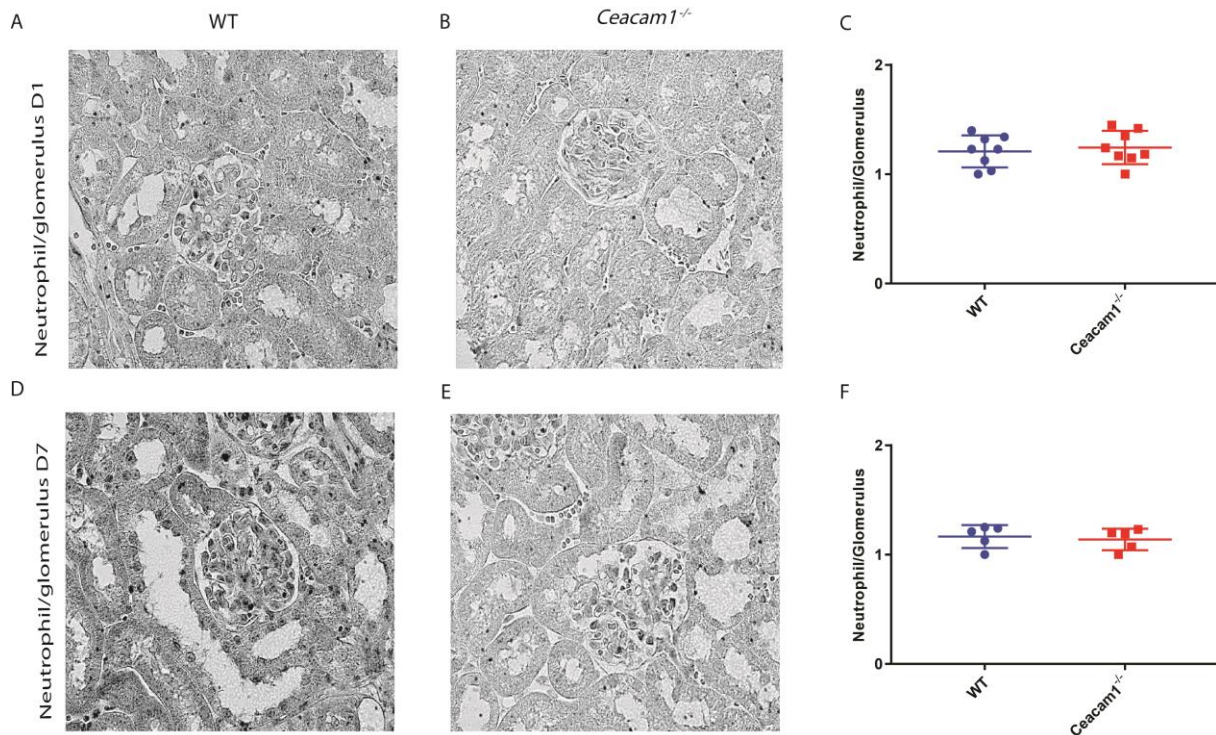 A
WT
B
Ceacam1-/-
C
Neutrophil/glomerulus D1
2
1
0
Neutrophil/Glomerulus
WT
Ceacam1-/-
D
E
F
Neutrophil/glomerulus D7
2
1
0
Neutrophil/Glomerulus
WT
Ceacam1-/-